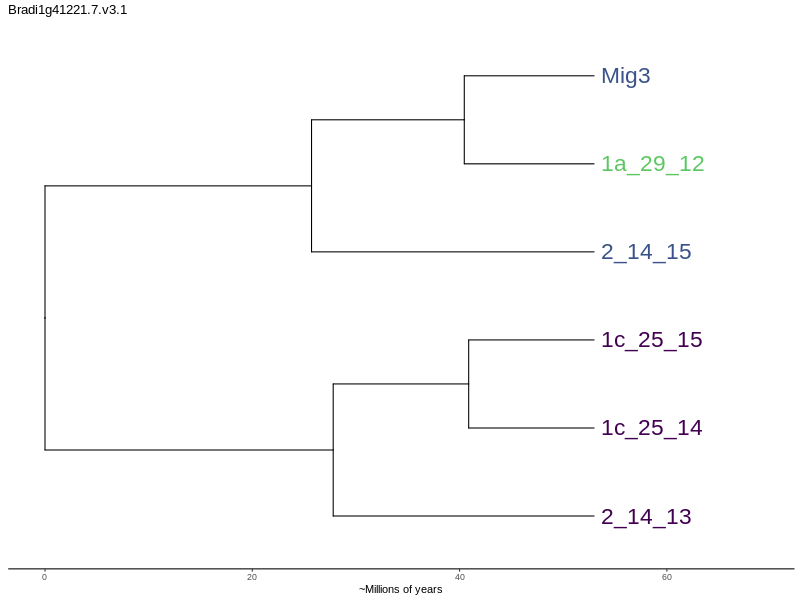 Bradi1g41221.7.v3.1
Mig3
1a_29_12
2_14_15
1c_25_15
1c_25_14
2_14_13
0 20 40 60
~Millions of years